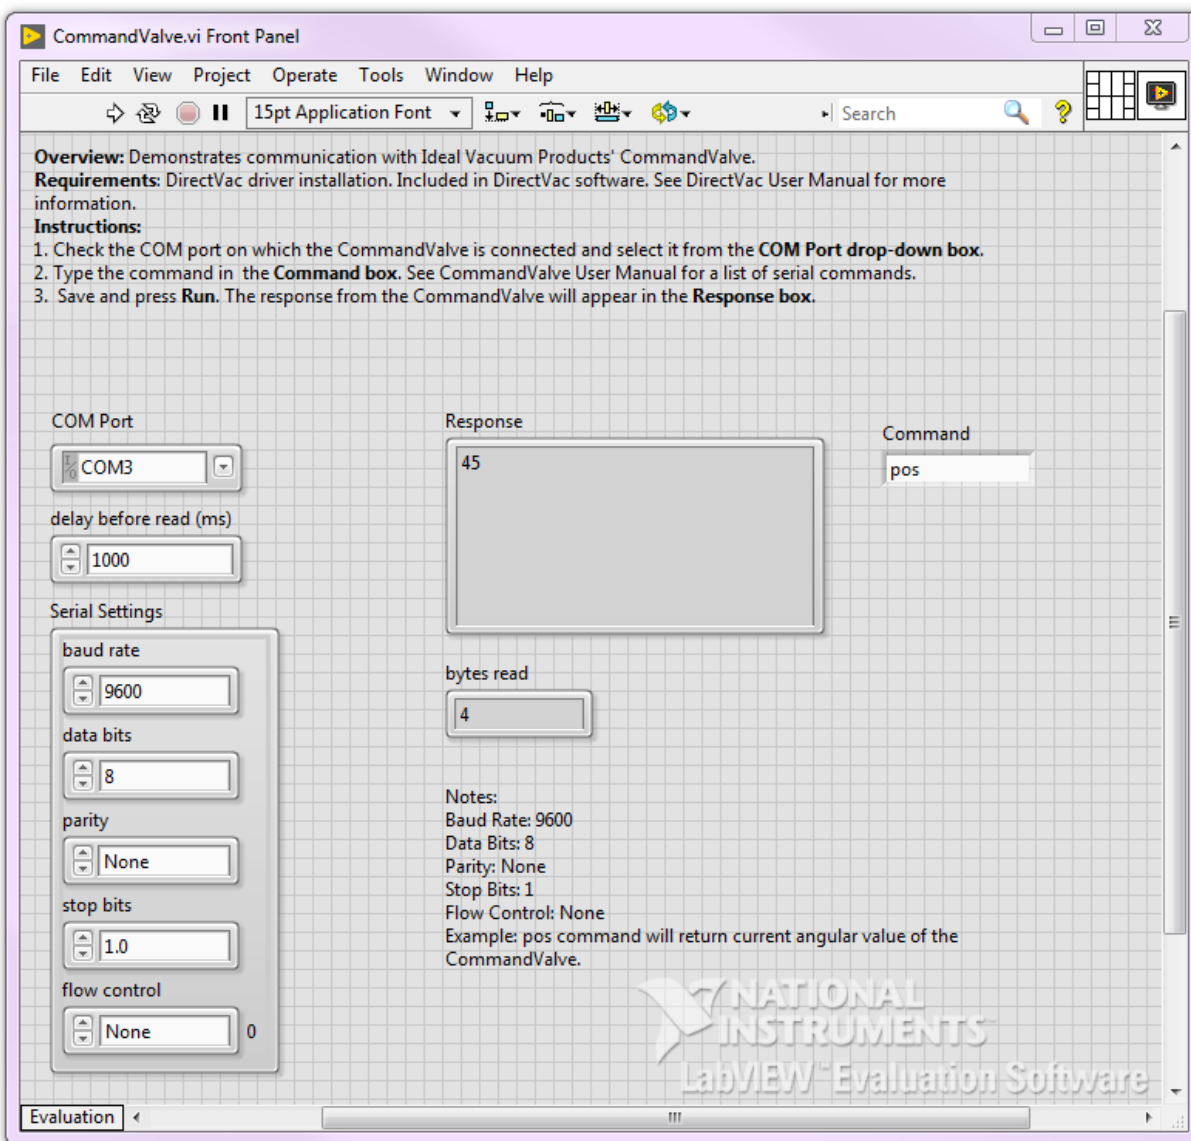 CommandValve.vi Front Panel
File Edit View Project Operate Tools Window Help
15pt Application Font
Search
Overview: Demonstrates communication with Ideal Vacuum Products' CommandValve.
Requirements: DirectVac driver installation. Included in DirectVac software. See DirectVac User Manual for more
information.
Instructions:
1. Check the COM port on which the CommandValve is connected and select it from the COM Port drop-down box.
2. Type the command in  the Command box. See CommandValve User Manual for a list of serial commands.
3.  Save and press Run. The response from the CommandValve will appear in the Response box.
COM Port
COM3
delay before read (ms)
1000
Serial Settings
baud rate
9600
data bits
8
parity
None
stop bits
1.0
flow control
None 0
Response
45
bytes read
4
Command
pos
Notes:
Baud Rate: 9600
Data Bits: 8
Parity: None
Stop Bits: 1
Flow Control: None
Example: pos command will return current angular value of the
CommandValve.
NATIONAL
INSTRUMENTS™
LabVIEW™ Evaluation Software
Evaluation